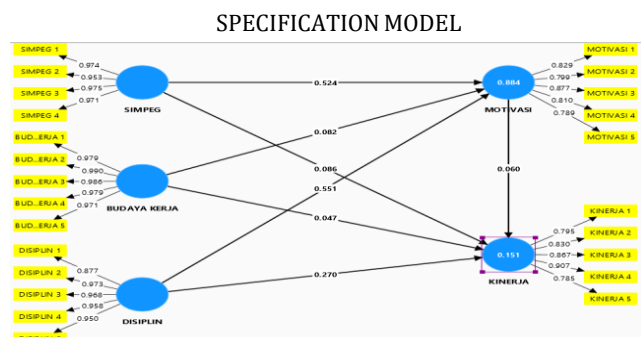 SPECIFICATION MODEL
SIMPEG 1
SIMPEG 2
SIMPEG 3
SIMPEG 4
0.974
0.953
0.975
0.971
SIMPEG
BUD...ERJA 1
BUD...ERJA 2
BUD...ERJA 3
BUD...ERJA 4
BUD...ERJA 5
0.979
0.990
0.986
0.979
0.971
BUDAYA KERJA
DISIPLIN 1
DISIPLIN 2
DISIPLIN 3
DISIPLIN 4
0.877
0.973
0.968
0.958
0.950
DISIPLIN
0.524
0.082
0.086
0.551
0.047
0.270
0.060
0.884
MOTIVASI
0.829
0.799
0.877
0.810
0.789
MOTIVASI 1
MOTIVASI 2
MOTIVASI 3
MOTIVASI 4
MOTIVASI 5
0.151
KINERJA
0.795
0.830
0.867
0.907
0.785
KINERJA 1
KINERJA 2
KINERJA 3
KINERJA 4
KINERJA 5